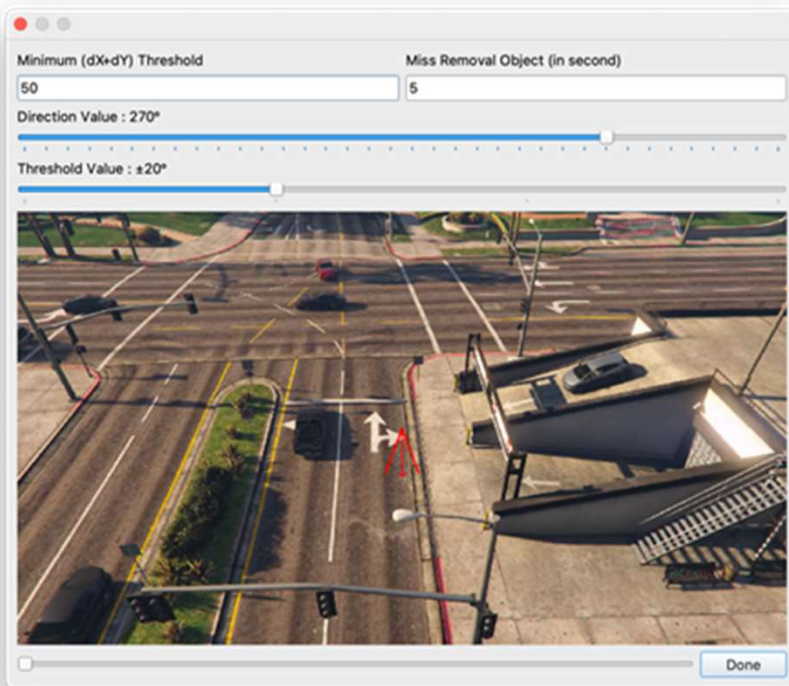 Minimum (dX+dY) Threshold
Miss Removal Object (in second)
50
5
Direction Value : 270°
Threshold Value : ±20°
Done